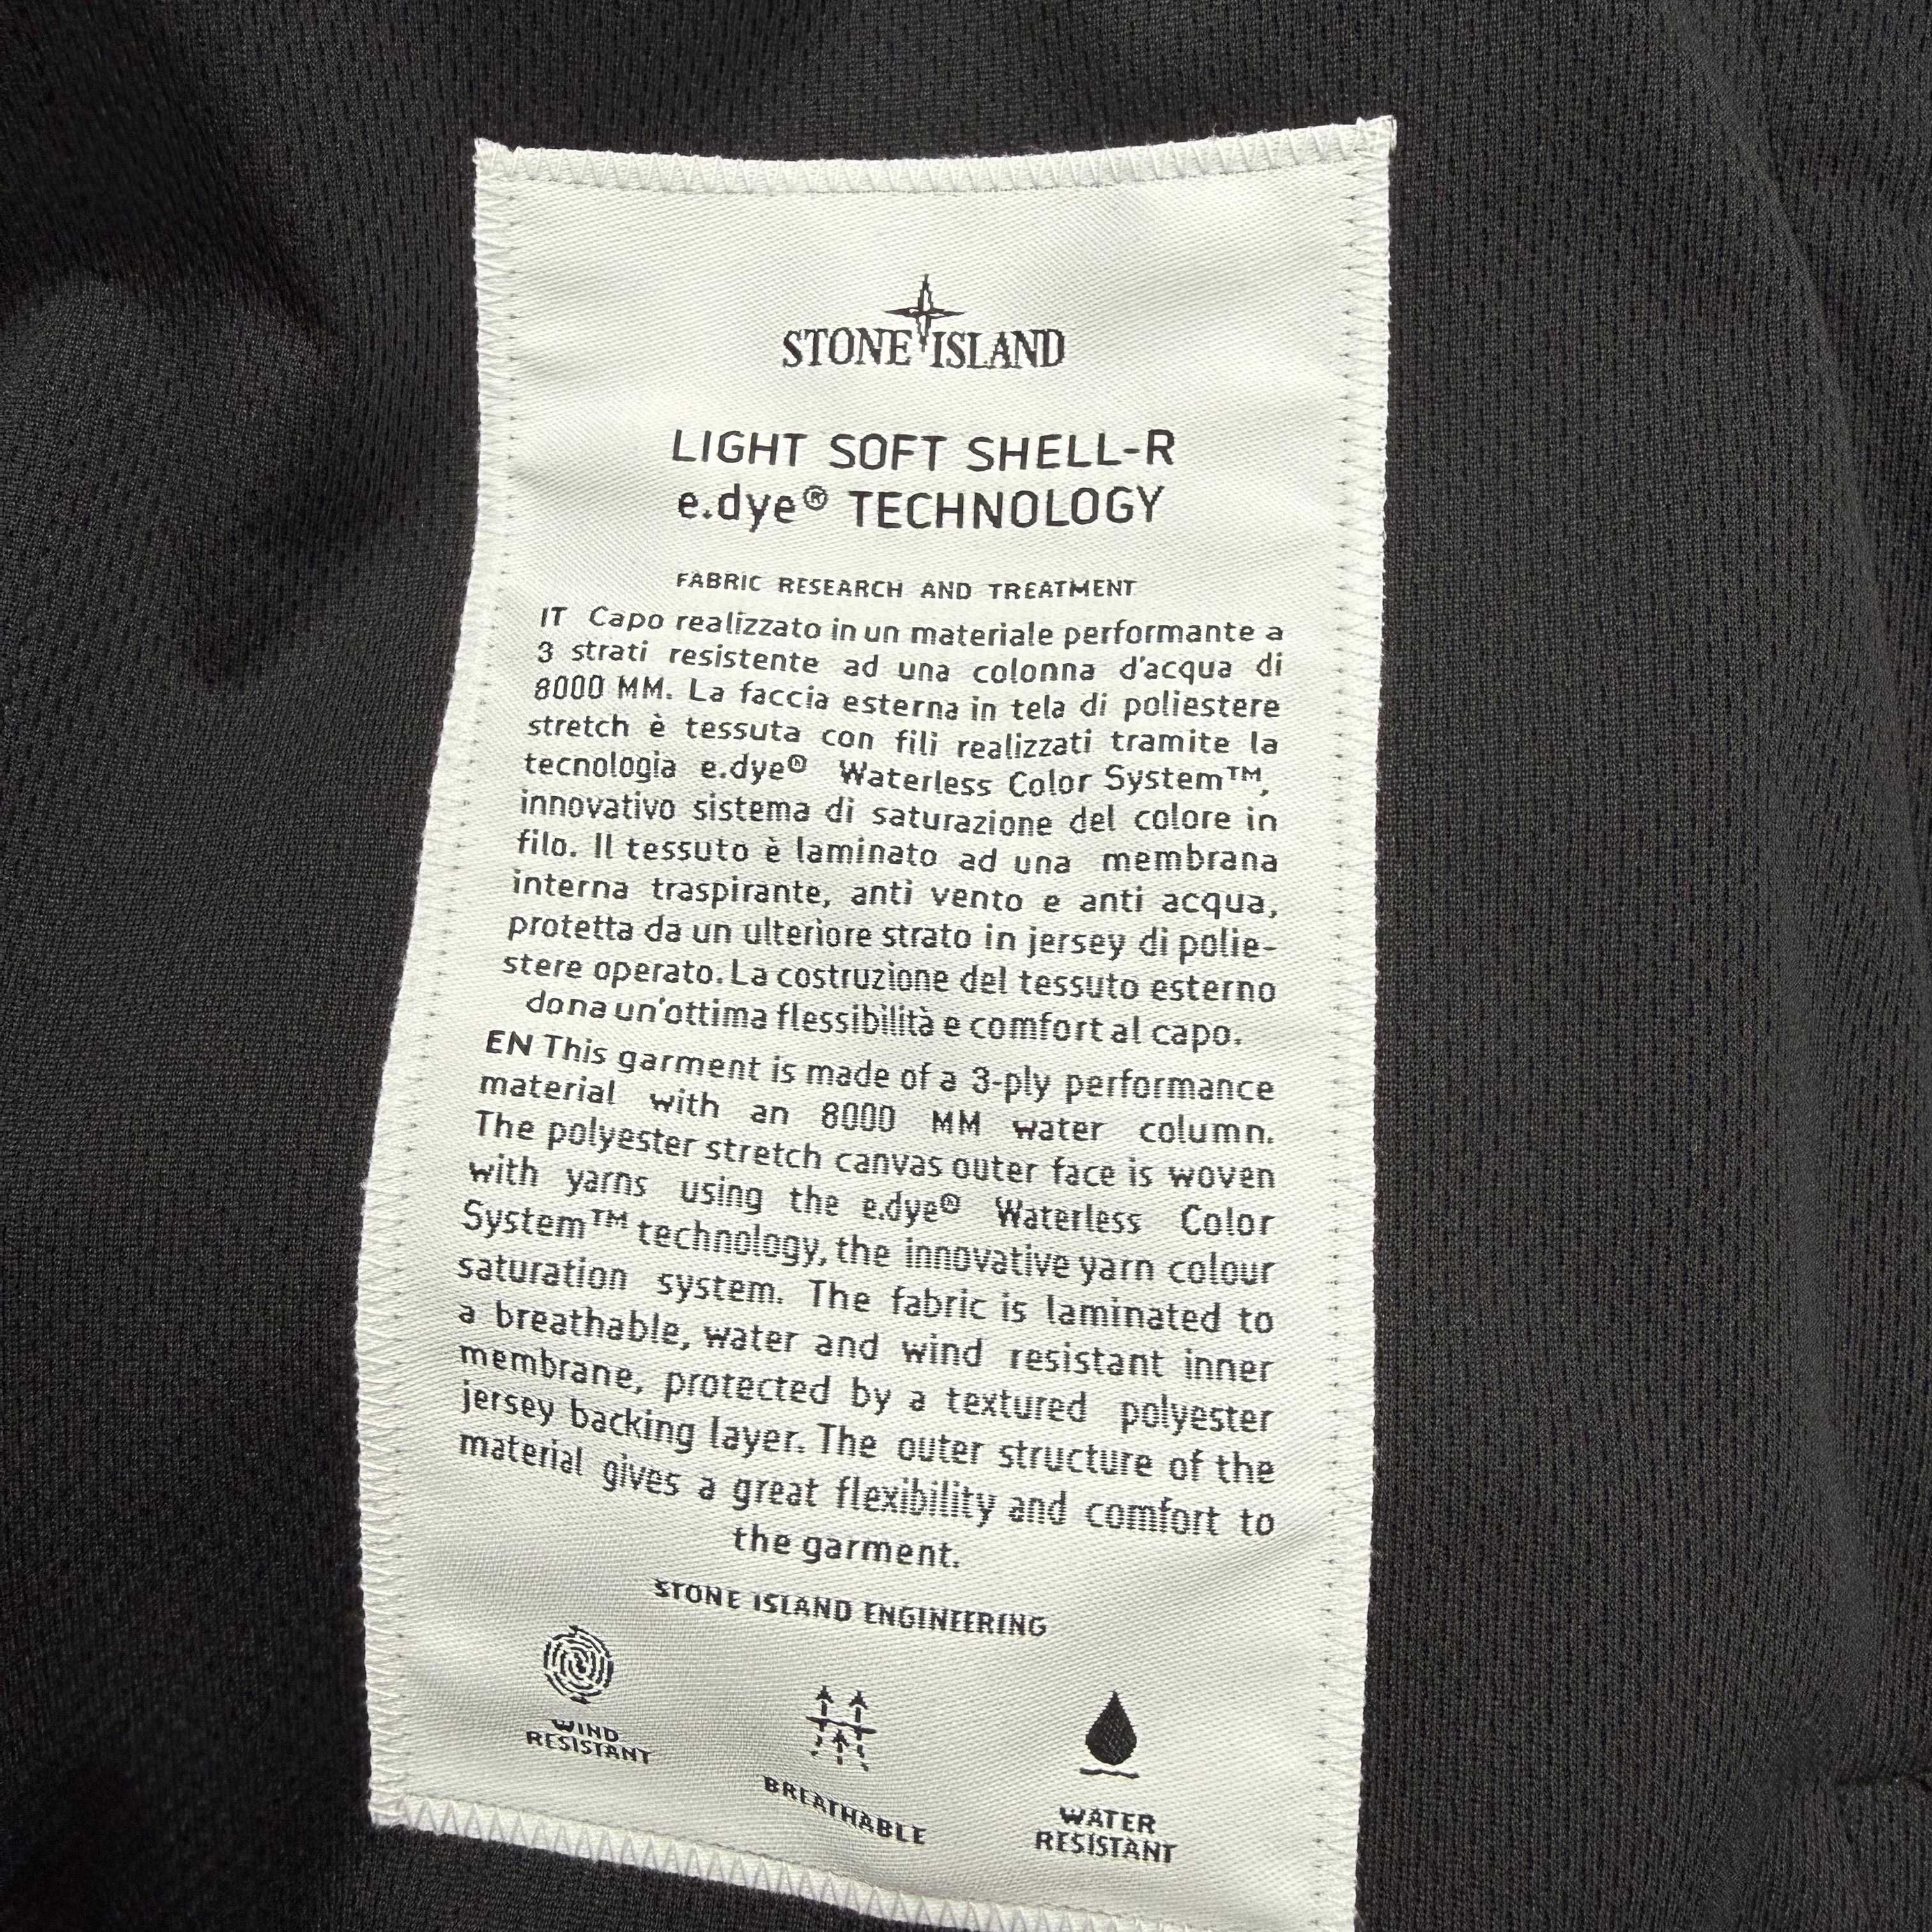 STONE ISLAND
LIGHT SOFT SHELL-R
e.dye® TECHNOLOGY
FABRIC RESEARCH AND TREATMENT
IT Capo realizzato in un materiale performante a
3 strati resistente ad una colonna d'acqua di
8000 MM. La faccia esterna in tela di poliestere
stretch è tessuta con fili realizzati tramite la
tecnologia e.dye® Waterless Color System™,
innovativo sistema di saturazione del colore in
filo. Il tessuto è laminato ad una membrana
interna traspirante, anti vento e anti acqua,
protetta da un ulteriore strato in jersey di polie-
stere operato. La costruzione del tessuto esterno
dona un'ottima flessibilità e comfort al capo.
EN This garment is made of a 3-ply performance
material with an 8000 MM water column.
The polyester stretch canvas outer face is woven
with yarns using the e.dye® Waterless Color
System™ technology, the innovative yarn colour
saturation system. The fabric is laminated to
a breathable, water and wind resistant inner
membrane, protected by a textured polyester
jersey backing layer. The outer structure of the
material gives a great flexibility and comfort to
the garment.
STONE ISLAND ENGINEERING
WIND
RESISTANT
BREATHABLE
WATER
RESISTANT